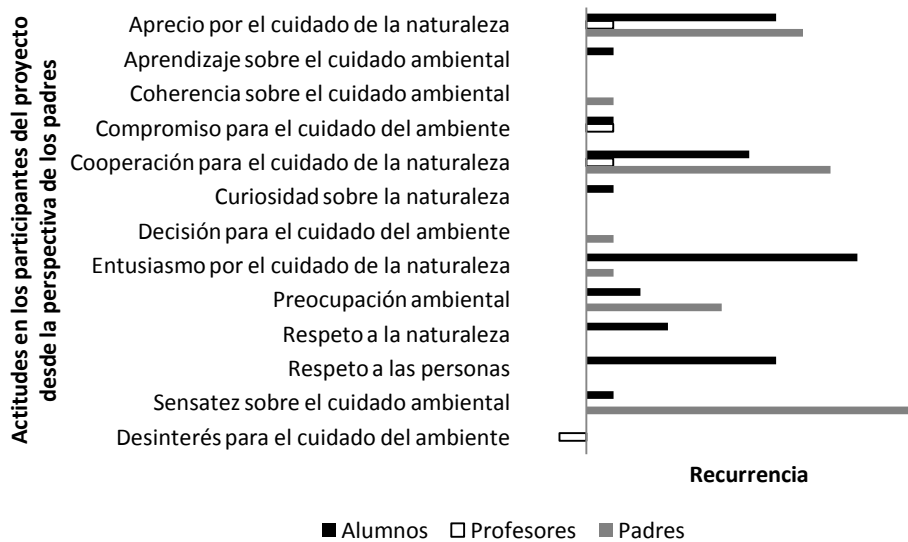 Actitudes en los participantes del proyecto
desde la perspectiva de los padres
Aprecio por el cuidado de la naturaleza
Aprendizaje sobre el cuidado ambiental
Coherencia sobre el cuidado ambiental
Compromiso para el cuidado del ambiente
Cooperación para el cuidado de la naturaleza
Curiosidad sobre la naturaleza
Decisión para el cuidado del ambiente
Entusiasmo por el cuidado de la naturaleza
Preocupación ambiental
Respeto a la naturaleza
Respeto a las personas
Sensatez sobre el cuidado ambiental
Desinterés para el cuidado del ambiente
Recurrencia
Alumnos Profesores Padres